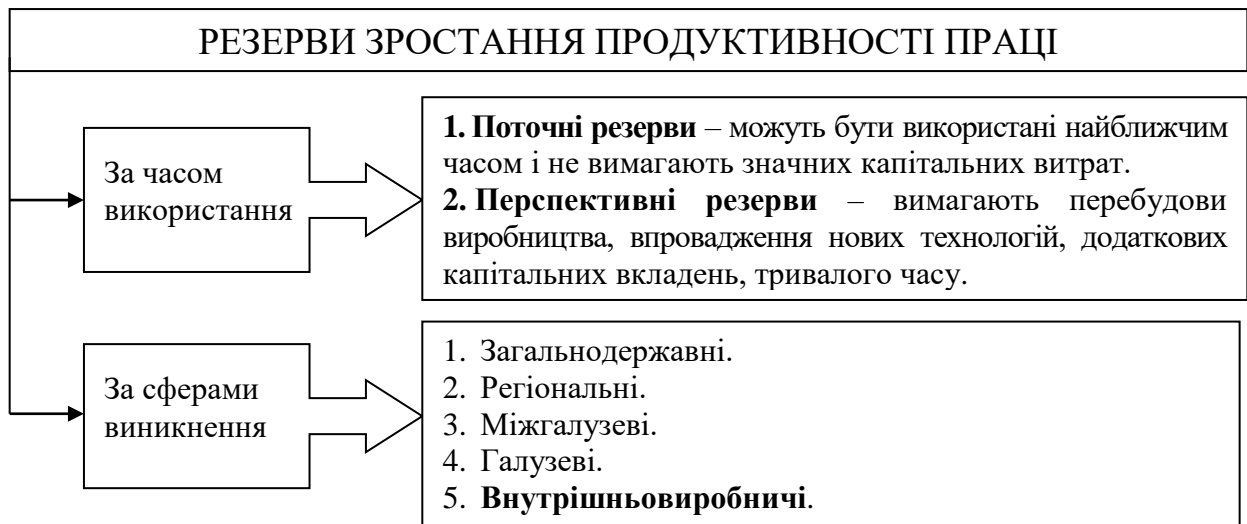 РЕЗЕРВИ ЗРОСТАННЯ ПРОДУКТИВНОСТІ ПРАЦІ
За часом
використання
1. Поточні резерви – можуть бути використані найближчим
часом і не вимагають значних капітальних витрат.
2. Перспективні резерви – вимагають перебудови
виробництва, впровадження нових технологій, додаткових
капітальних вкладень, тривалого часу.
За сферами
виникнення
1. Загальнодержавні.
2. Регіональні.
3. Міжгалузеві.
4. Галузеві.
5. Внутрішньовиробничі.